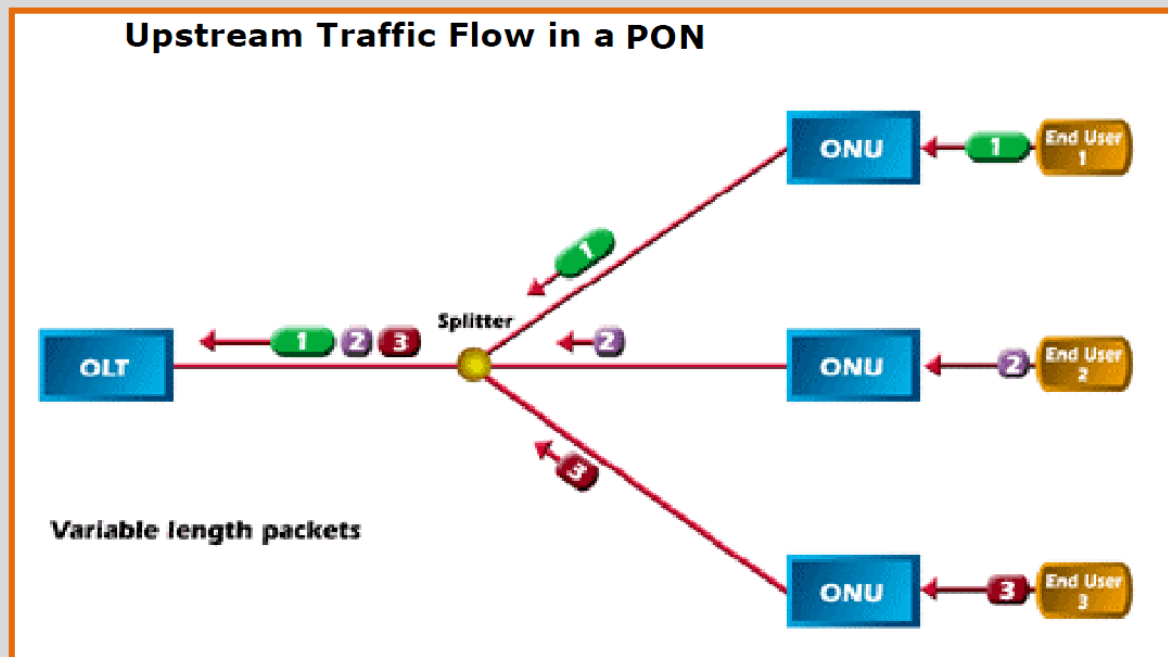 Upstream Traffic Flow in a PON
ONU
1
End User
1
1
Splitter
OLT
1 2 3
2
ONU
2
End User
2
3
Variable length packets
ONU
3
End User
3